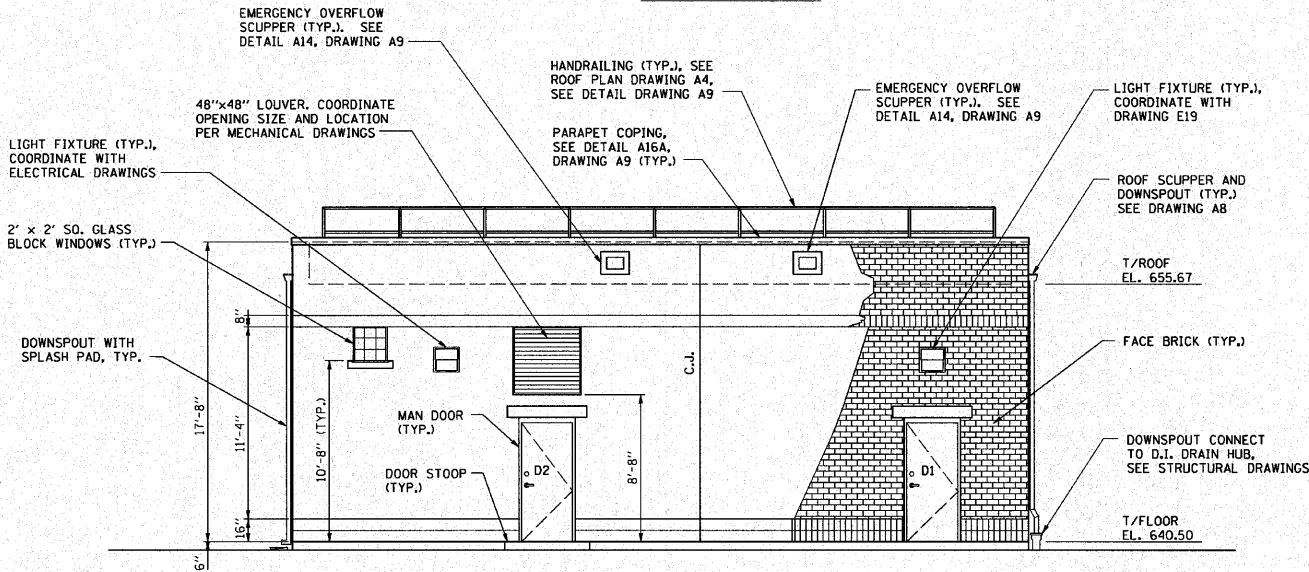 EMERGENCY OVERFLOW
SCUPPER (TYP.). SEE
DETAIL A14, DRAWING A9
HANDRAILING (TYP.), SEE
ROOF PLAN DRAWING A4,
SEE DETAIL DRAWING A9
EMERGENCY OVERFLOW
SCUPPER (TYP.). SEE
DETAIL A14, DRAWING A9
LIGHT FIXTURE (TYP.),
COORDINATE WITH
DRAWING E19
48"x48" LOUVER. COORDINATE
OPENING SIZE AND LOCATION
PER MECHANICAL DRAWINGS
PARAPET COPING,
SEE DETAIL A16A,
DRAWING A9 (TYP.)
LIGHT FIXTURE (TYP.),
COORDINATE WITH
ELECTRICAL DRAWINGS
ROOF SCUPPER AND
DOWNSPOUT (TYP.)
SEE DRAWING A8
2' x 2' SQ. GLASS
BLOCK WINDOWS (TYP.)
T/ROOF
EL. 655.67
DOWNSPOUT WITH
SPLASH PAD, TYP.
FACE BRICK (TYP.)
C.J.
8"
17'-8"
11'-4"
10'-8" (TYP.)
8'-8"
16"
6"
MAN DOOR
(TYP.)
DOOR STOOP
(TYP.)
D2
D1
DOWNSPOUT CONNECT
TO D.I. DRAIN HUB,
SEE STRUCTURAL DRAWINGS
T/FLOOR
EL. 640.50